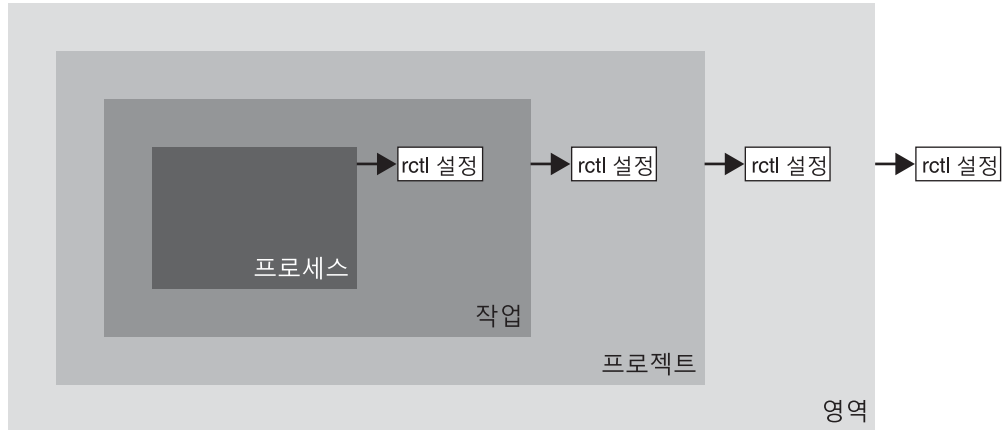 rctl 설정
rctl 설정
rctl 설정
rctl 설정
프로세스
작업
프로젝트
영역